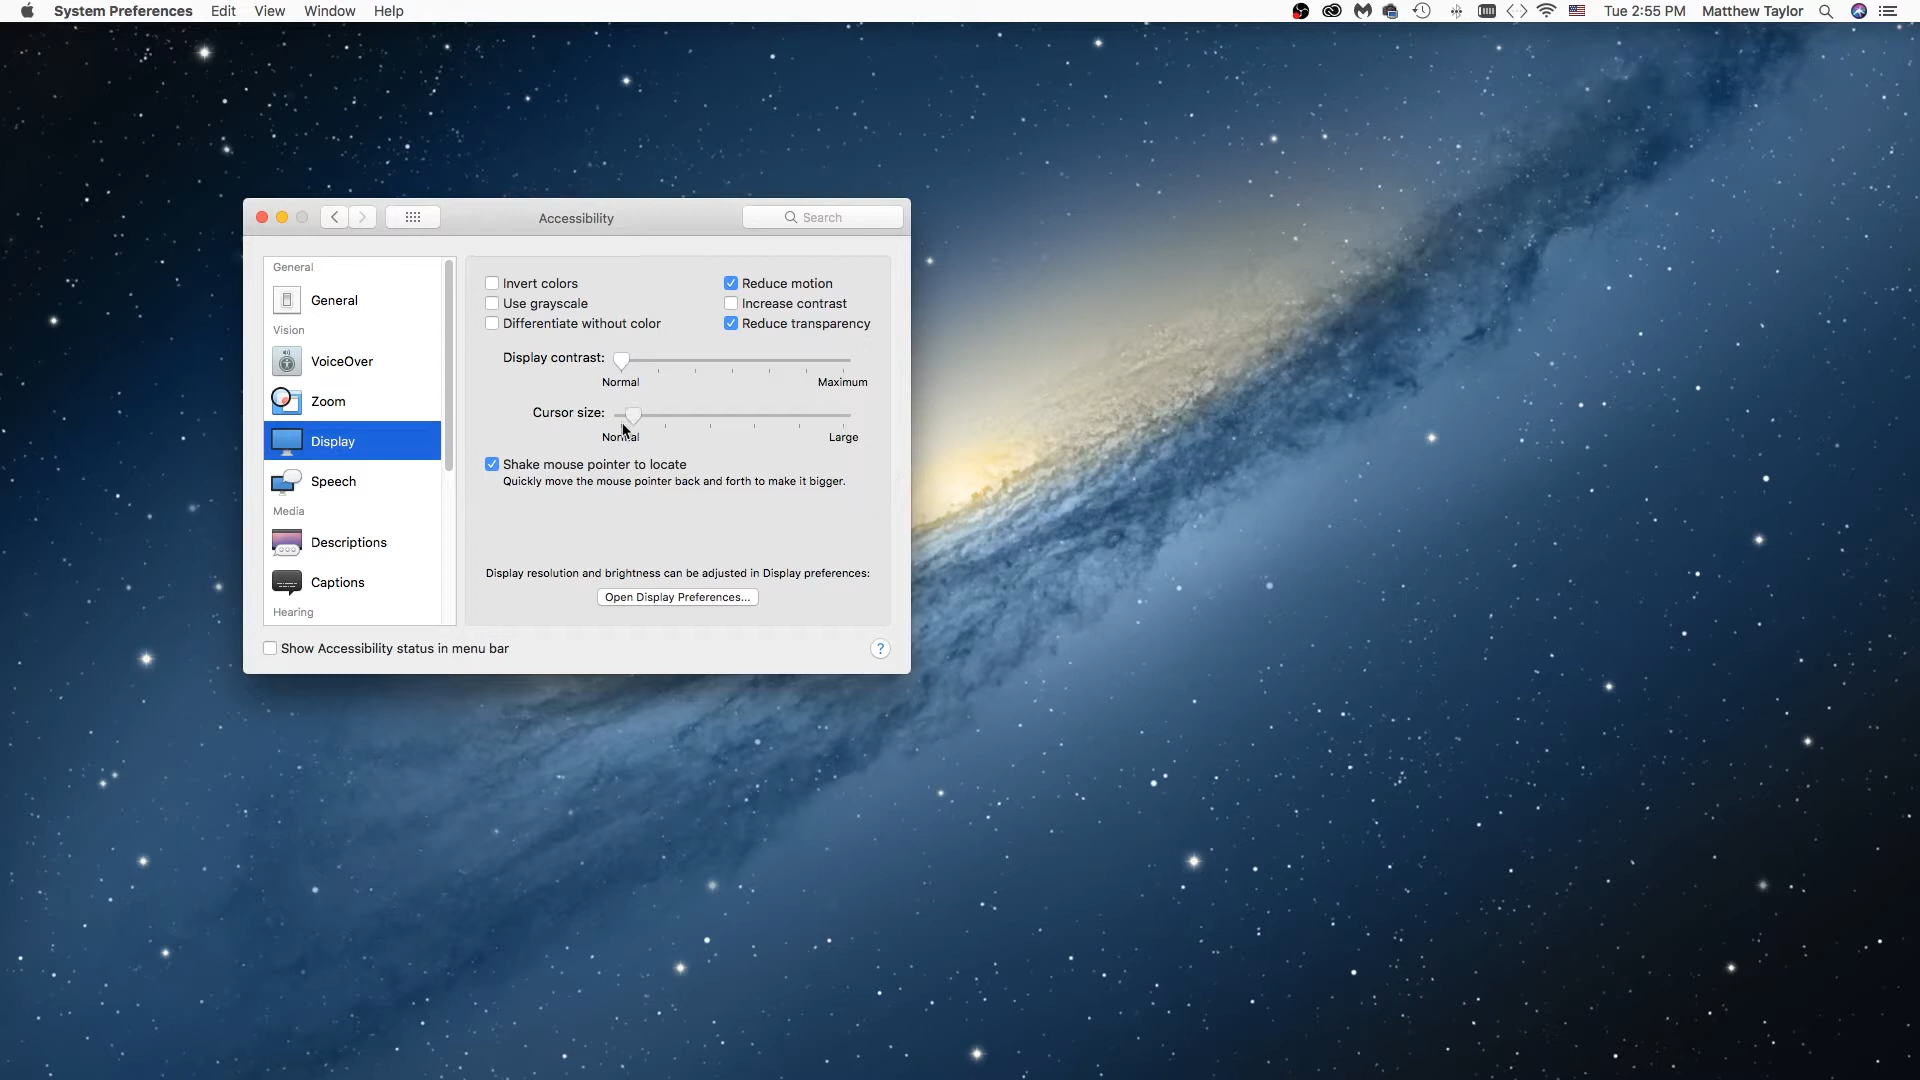 System Preferences Edit View Window Help Tue 2:55 PM Matthew Taylor
Accessibility
Search
General
General
Vision
VoiceOver
Zoom
Display
Speech
Media
Descriptions
Captions
Hearing
Invert colors
Use grayscale
Differentiate without color
Reduce motion
Increase contrast
Reduce transparency
Display contrast:
Normal Maximum
Cursor size:
Normal Large
Shake mouse pointer to locate
Quickly move the mouse pointer back and forth to make it bigger.
Display resolution and brightness can be adjusted in Display preferences:
Open Display Preferences...
Show Accessibility status in menu bar
?